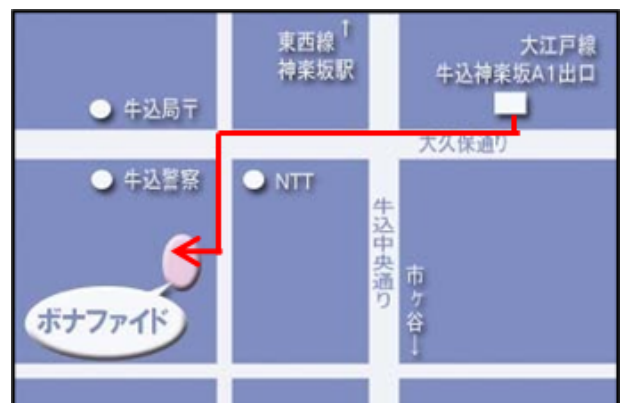 東西線↑
神楽坂駅
大江戸線
牛込神楽坂A1出口
牛込局〒
大久保通り
牛込警察
NTT
牛込中央通り
市ヶ谷↓
ボナファイド